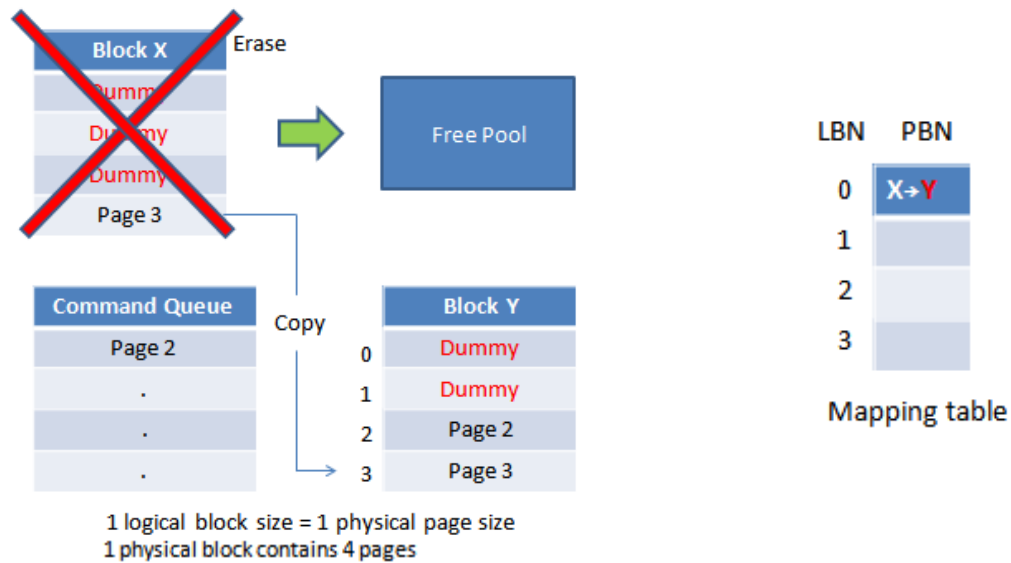 Block X
Erase
Dummy
Dummy
Dummy
Page 3
Free Pool
LBN PBN
0 X→Y
1
2
3
Mapping table
Command Queue
Page 2
.
.
.
Copy
Block Y
0 Dummy
1 Dummy
2 Page 2
3 Page 3
1 logical block size = 1 physical page size
1 physical block contains 4 pages